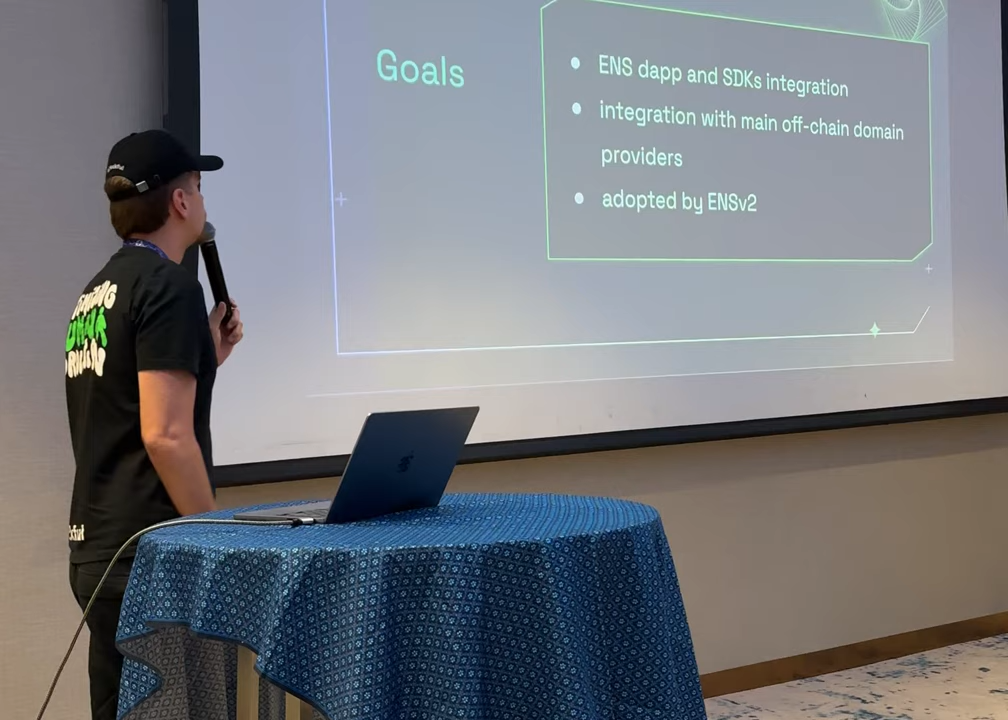 Goals
ENS dapp and SDKs integration
integration with main off-chain domain
providers
adopted by ENSv2